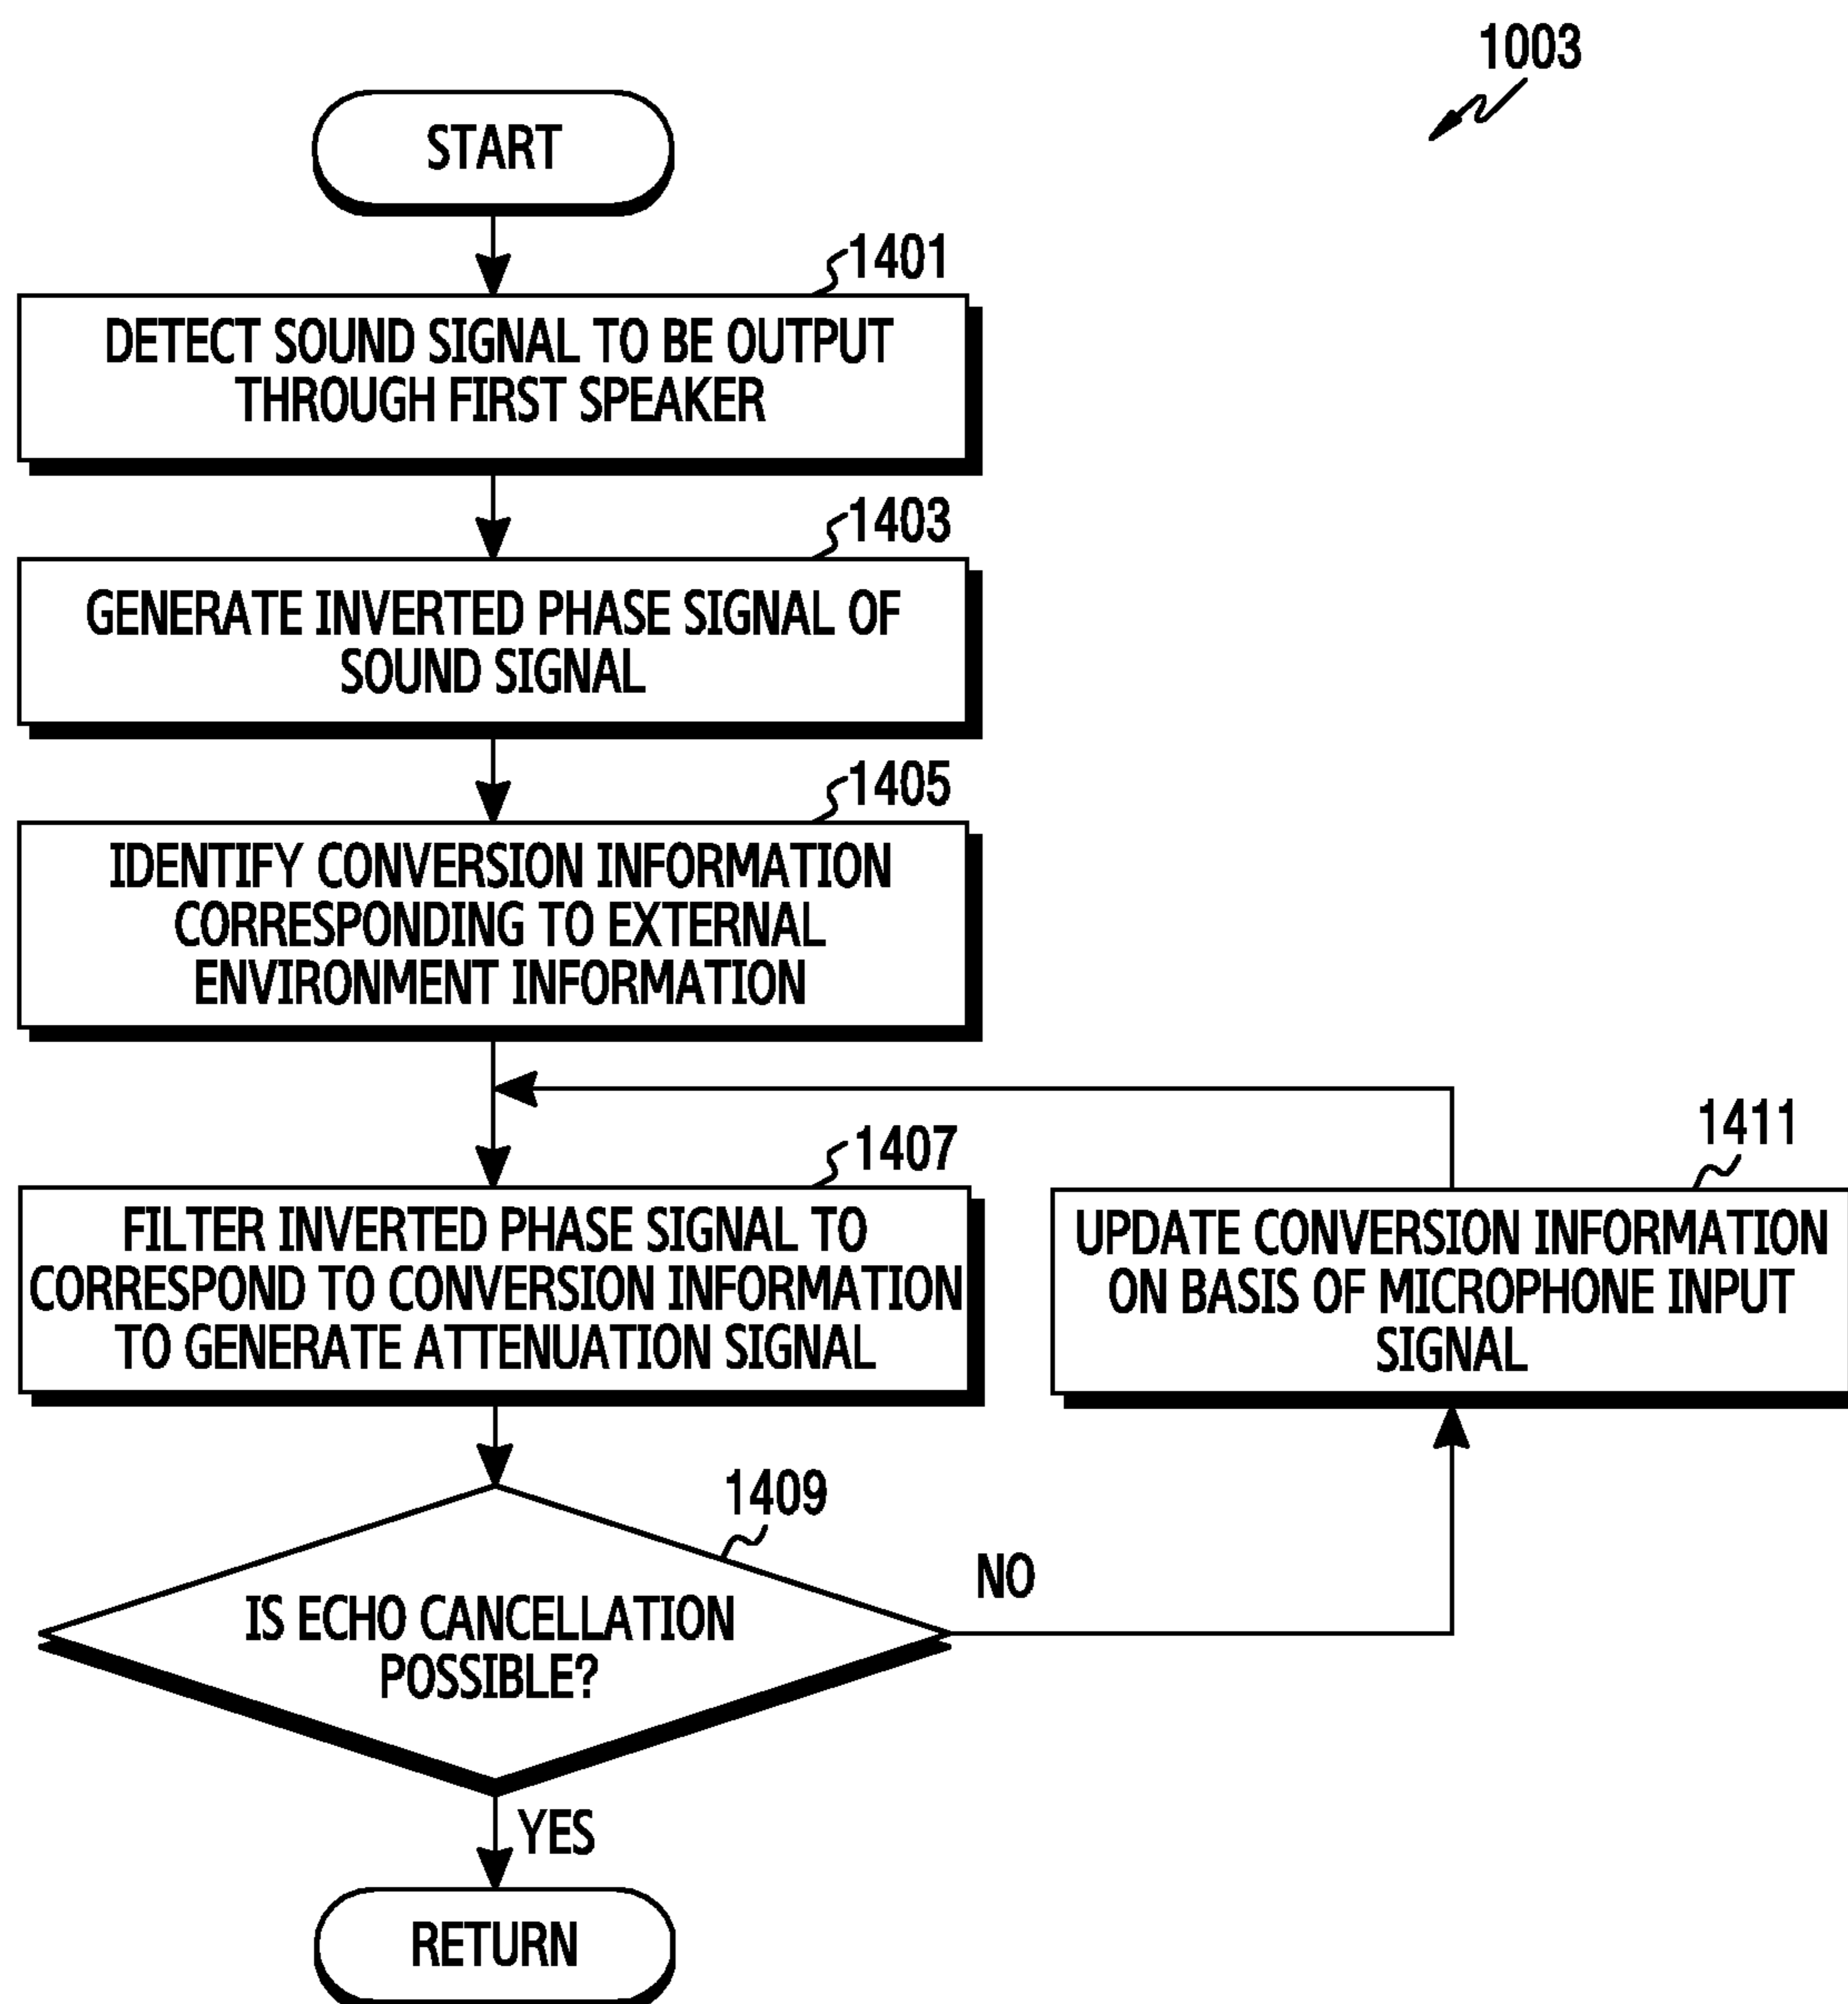 1003
START
1401
DETECT SOUND SIGNAL TO BE OUTPUT
THROUGH FIRST SPEAKER
1403
GENERATE INVERTED PHASE SIGNAL OF
SOUND SIGNAL
1405
IDENTIFY CONVERSION INFORMATION
CORRESPONDING TO EXTERNAL
ENVIRONMENT INFORMATION
1407
FILTER INVERTED PHASE SIGNAL TO
CORRESPOND TO CONVERSION INFORMATION
TO GENERATE ATTENUATION SIGNAL
1411
UPDATE CONVERSION INFORMATION
ON BASIS OF MICROPHONE INPUT
SIGNAL
1409
IS ECHO CANCELLATION
POSSIBLE?
NO
YES
RETURN